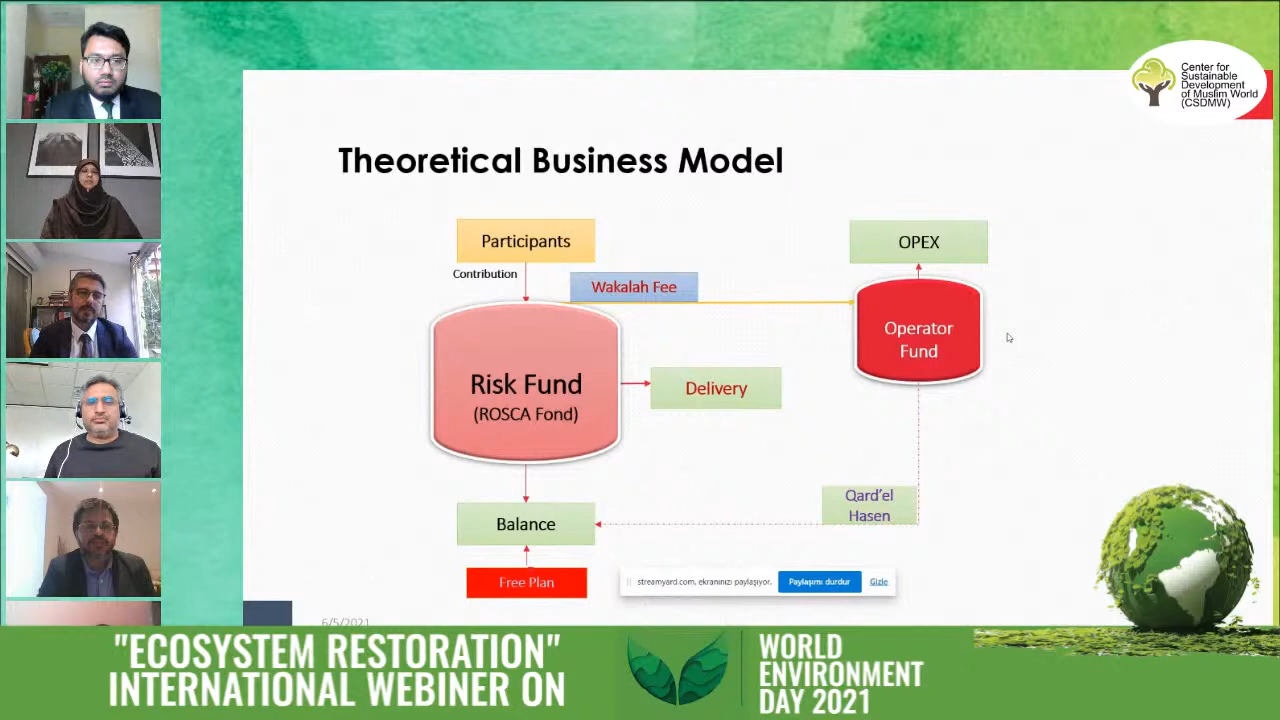 Center for
Sustainable
Development
of Muslim World
(CSDMW)
Theoretical Business Model
Participants
OPEX
Contribution
Wakalah Fee
Operator
Fund
Risk Fund
(ROSCA Fond)
Delivery
Qard'el
Hasen
Balance
Free Plan
streamyard.com, ekranınızı paylaşıyor.
Paylaşımı durdur
Gizle
6/5/2021
"ECOSYSTEM RESTORATION"
INTERNATIONAL WEBINER ON
WORLD
ENVIRONMENT
DAY 2021